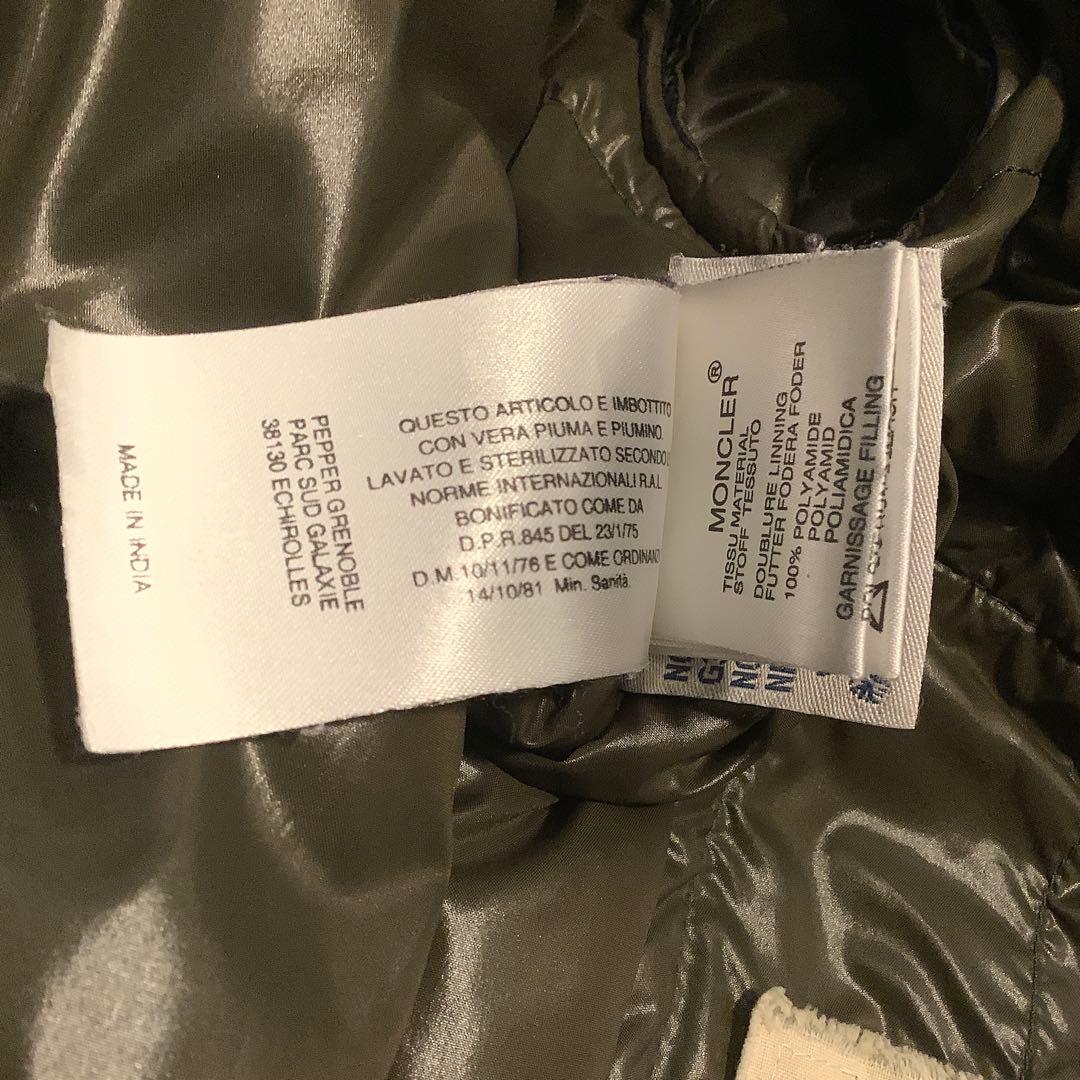 MADE IN INDIA
PEPPER GRENOBLE
PARC SUD GALAXIE
38130 ECHIROLLES
QUESTO ARTICOLO E IMBOTTITO
CON VERA PIUMA E PIUMINO.
LAVATO E STERILIZZATO SECONDO
NORME INTERNAZIONALI R.A.L
BONIFICATO COME DA
D.P.R.845 DEL 23/1/75
D.M.10/11/76 E COME ORDINANZ
14/10/81 Min. Sanità.
MONCLER®
TISSU MATERIAL
STOFF TESSUTO
DOUBLURE LINNING
FUTTER FODERA FODER
100% POLYAMIDE
POLYAMID
POLIAMIDICA
GARNISSAGE FILLING